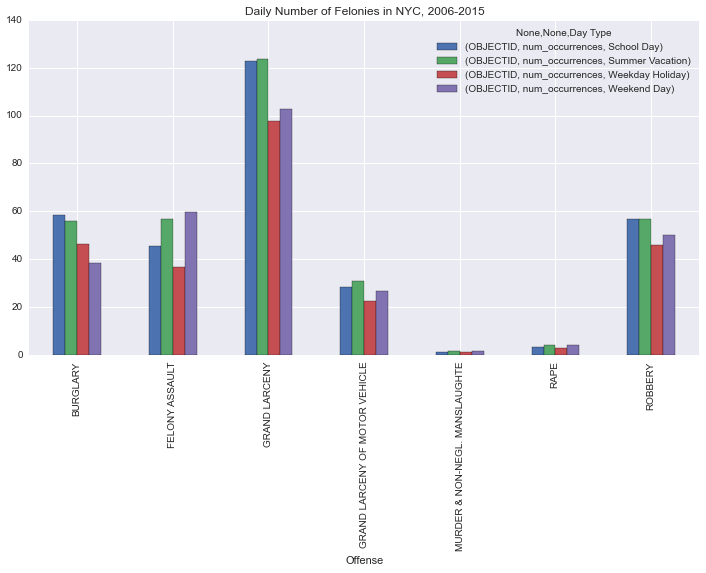 Daily Number of Felonies in NYC, 2006-2015
None,None,Day Type
(OBJECTID, num_occurrences, School Day)
(OBJECTID, num_occurrences, Summer Vacation)
(OBJECTID, num_occurrences, Weekday Holiday)
(OBJECTID, num_occurrences, Weekend Day)
140
120
100
80
60
40
20
0
BURGLARY
FELONY ASSAULT
GRAND LARCENY
GRAND LARCENY OF MOTOR VEHICLE
MURDER & NON-NEGL. MANSLAUGHTE
RAPE
ROBBERY
Offense